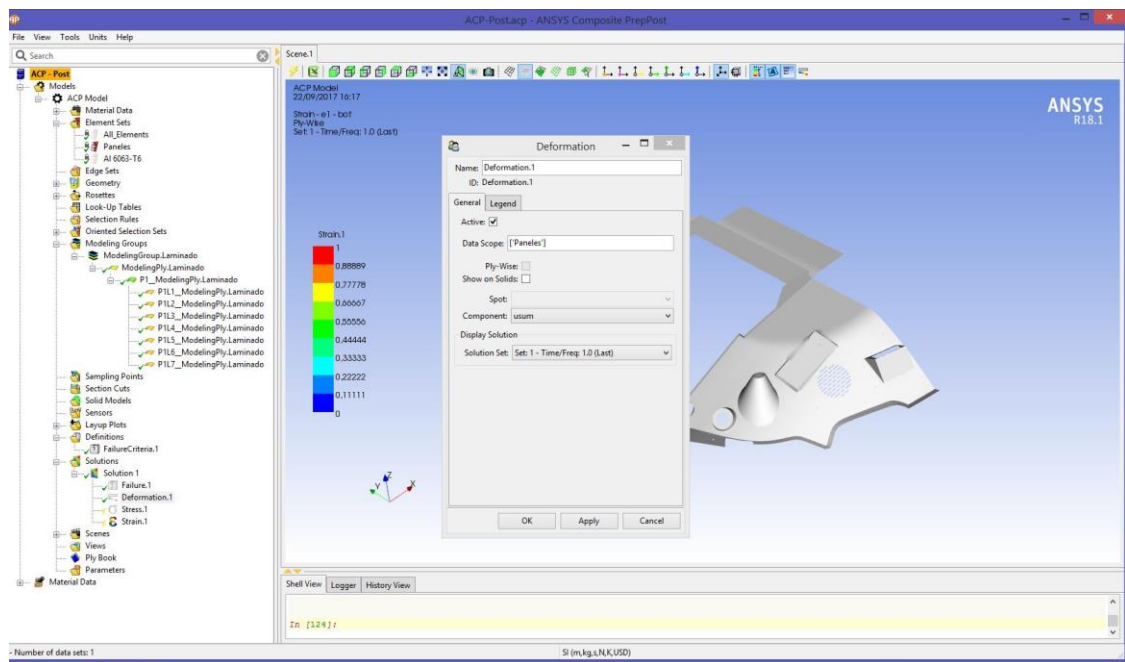 ACP-Post.acp - ANSYS Composite PrepPost
File View Tools Units Help
Search
ACP - Post
Models
ACP Model
Material Data
Element Sets
All_Elements
Paneles
Al 6063-T6
Edge Sets
Geometry
Rosettes
Look-Up Tables
Selection Rules
Oriented Selection Sets
Modeling Groups
ModelingGroup.Laminado
ModelingPly.Laminado
P1__ModelingPly.Laminado
P1L1__ModelingPly.Laminado
P1L2__ModelingPly.Laminado
P1L3__ModelingPly.Laminado
P1L4__ModelingPly.Laminado
P1L5__ModelingPly.Laminado
P1L6__ModelingPly.Laminado
P1L7__ModelingPly.Laminado
Sampling Points
Section Cuts
Solid Models
Sensors
Layup Plots
Definitions
FailureCriteria.1
Solutions
Solution 1
Failure.1
Deformation.1
Stress.1
Strain.1
Scenes
Views
Ply Book
Parameters
Material Data
Scene.1
ACP Model
22/09/2017 16:17
Strain - e1 - bot
Ply-Wise
Set: 1 - Time/Freq: 1.0 (Last)
ANSYS
R18.1
Strain.1
1
0.88889
0.77778
0.66667
0.55556
0.44444
0.33333
0.22222
0.11111
0
Z
Y
X
Deformation
Name: Deformation.1
ID: Deformation.1
General Legend
Active:
Data Scope: ['Paneles']
Ply-Wise:
Show on Solids:
Spot:
Component: usum
Display Solution
Solution Set: Set: 1 - Time/Freq: 1.0 (Last)
OK Apply Cancel
Shell View Logger History View
In [124]:
- Number of data sets: 1
SI (m,kg,s,N,K,USD)